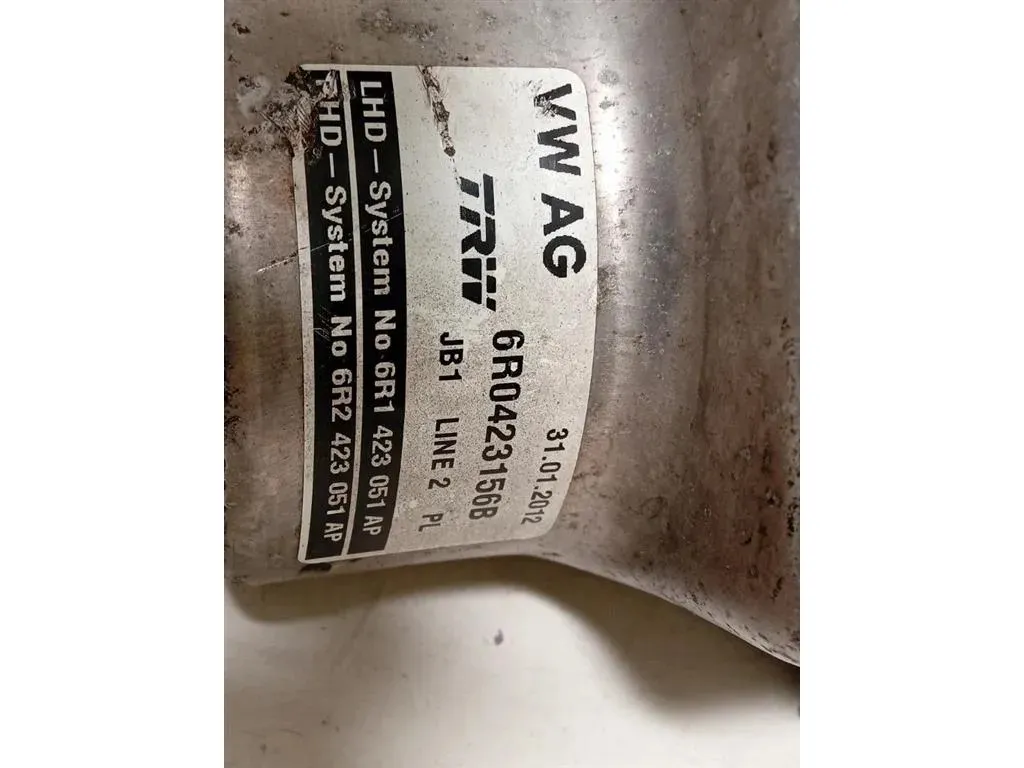 VW AG
31.01.2012
TRW 6R0423156B
JB1 LINE 2 PL
LHD-System No 6R1 423 051 AP
RHD-System No 6R2 423 051 AP